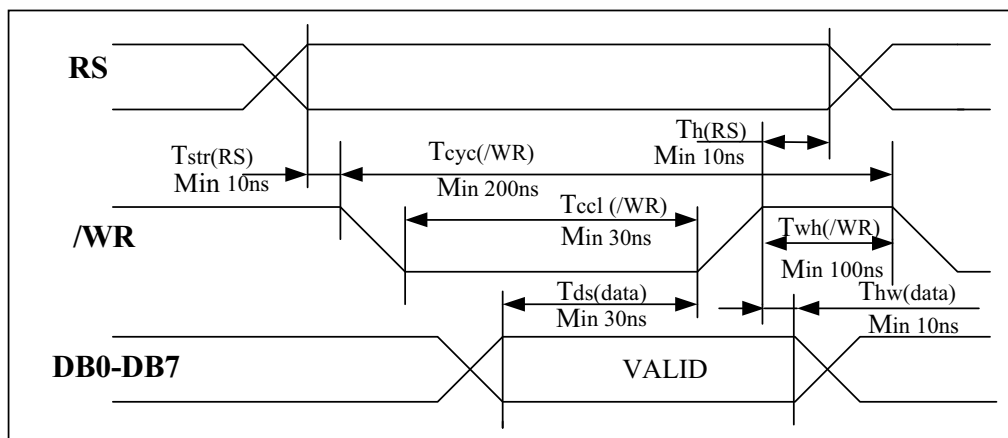 RS
Th(RS)
Min 10ns
Tstr(RS)
Min 10ns
Tcyc(/WR)
Min 200ns
/WR
Tccl (/WR)
Min 30ns
Twh(/WR)
Min 100ns
Tds(data)
Min 30ns
Thw(data)
Min 10ns
DB0-DB7
VALID